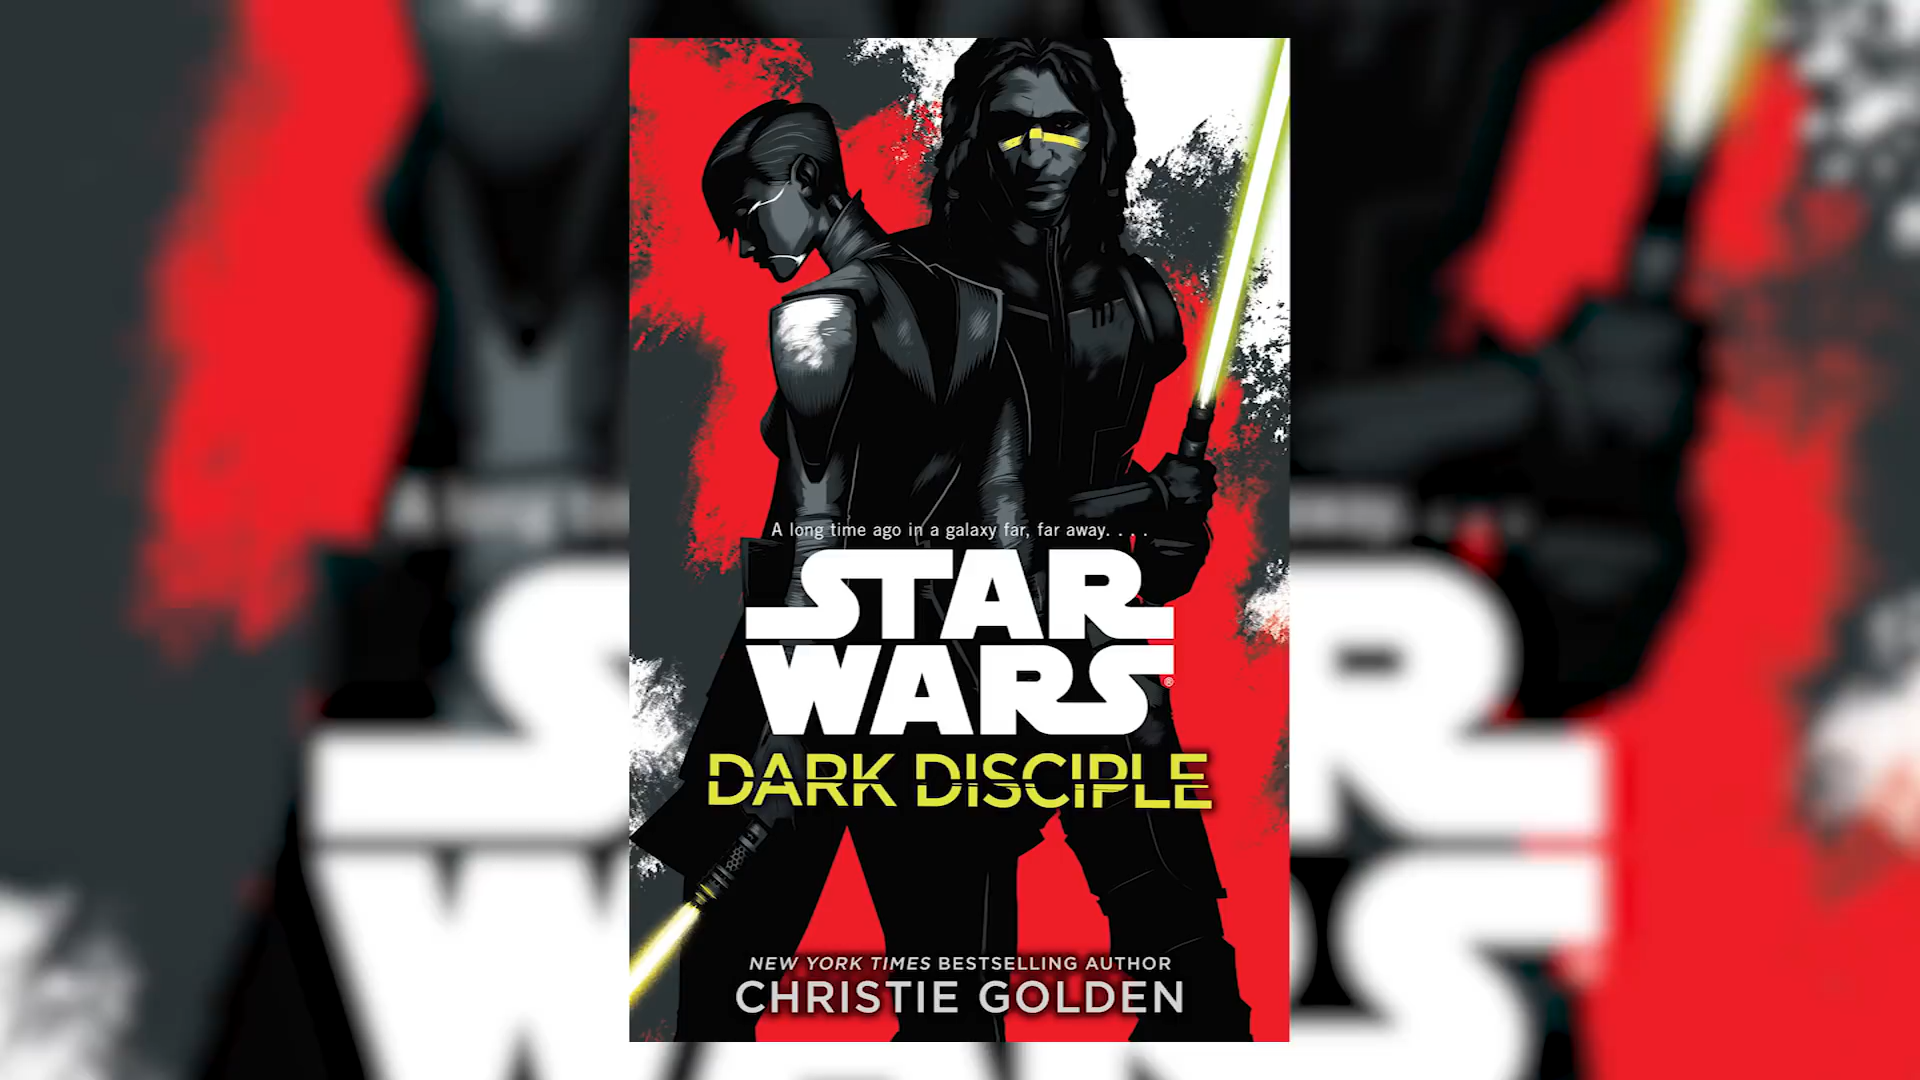 A long time ago in a galaxy far, far away. . . .
STAR
WARS®
DARK DISCIPLE
NEW YORK TIMES BESTSELLING AUTHOR
CHRISTIE GOLDEN